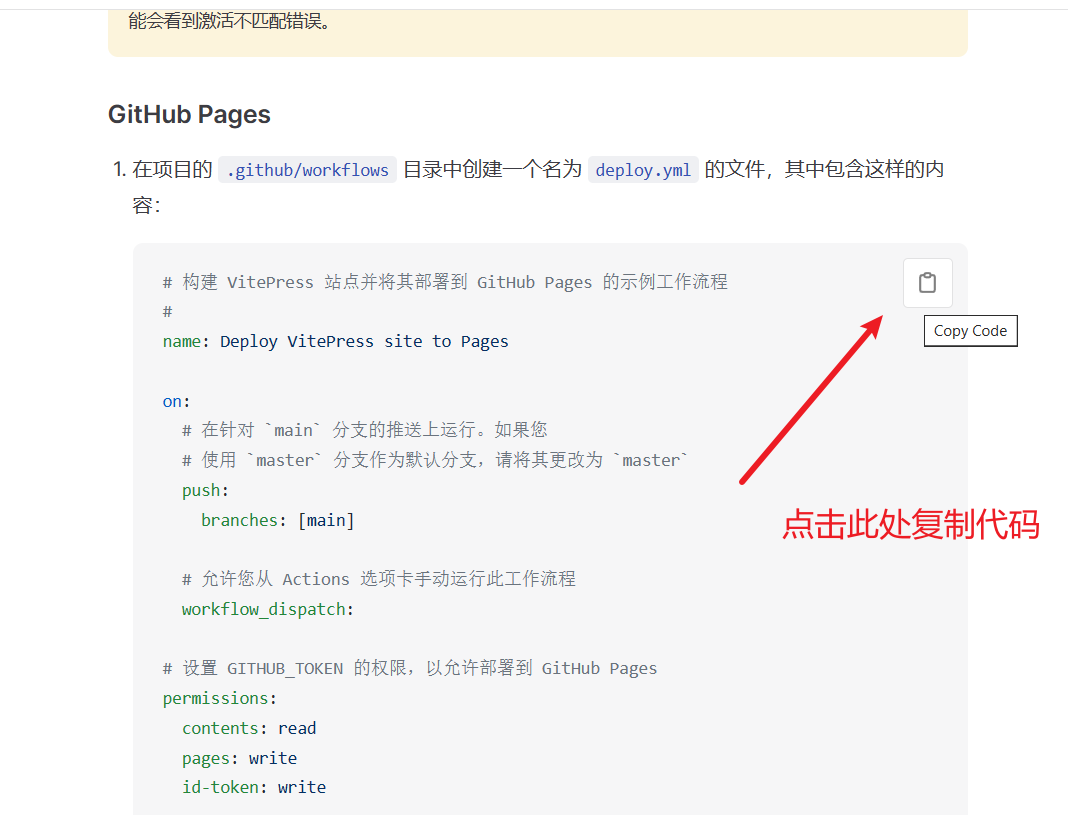 能会看到激活不匹配错误。
GitHub Pages
1. 在项目的 .github/workflows 目录中创建一个名为 deploy.yml 的文件，其中包含这样的内
容：
# 构建 VitePress 站点并将其部署到 GitHub Pages 的示例工作流程
#
name: Deploy VitePress site to Pages
Copy Code
on:
# 在针对 `main` 分支的推送上运行。如果您
# 使用 `master` 分支作为默认分支，请将其更改为 `master`
push:
branches: [main]
点击此处复制代码
# 允许您从 Actions 选项卡手动运行此工作流程
workflow_dispatch:
# 设置 GITHUB_TOKEN 的权限，以允许部署到 GitHub Pages
permissions:
contents: read
pages: write
id-token: write